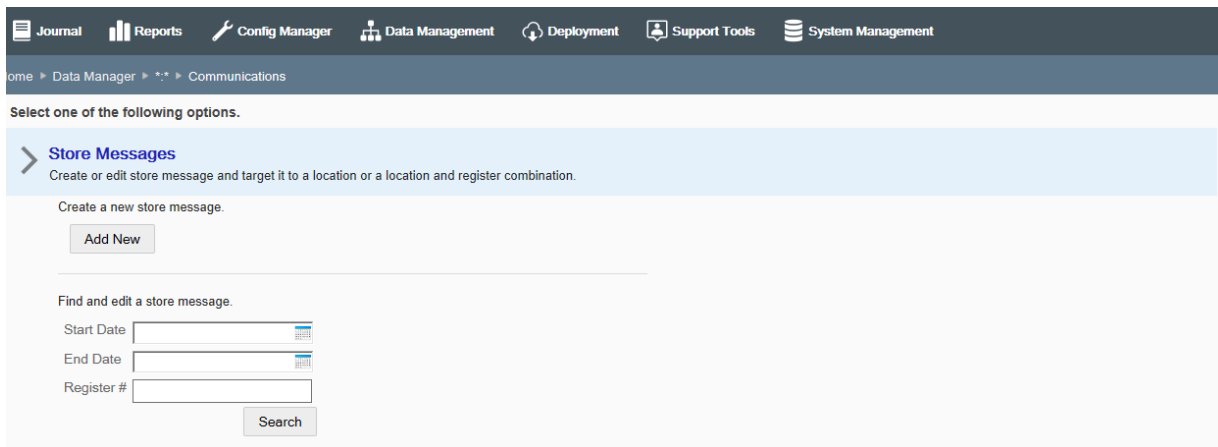 Journal Reports Config Manager Data Management Deployment Support Tools System Management
ome ▸ Data Manager ▸ *:* ▸ Communications
Select one of the following options.
Store Messages
Create or edit store message and target it to a location or a location and register combination.
Create a new store message.
Add New
Find and edit a store message.
Start Date
End Date
Register #
Search